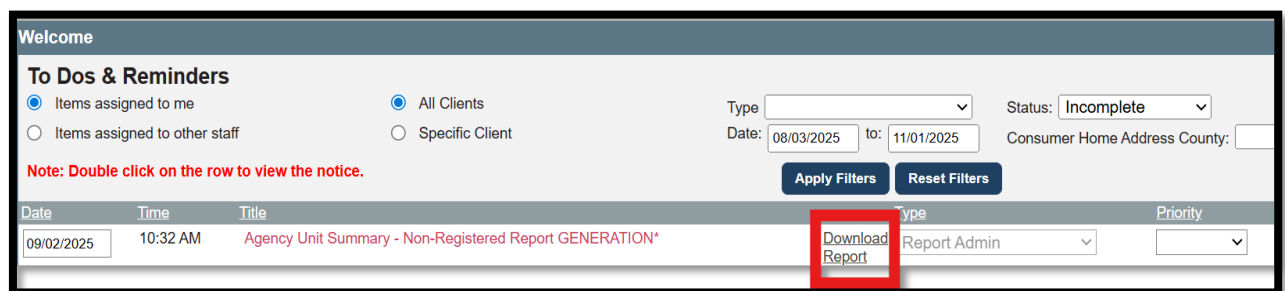 Welcome
To Dos & Reminders
Items assigned to me All Clients Type Status: Incomplete
Items assigned to other staff Specific Client Date: 08/03/2025 to: 11/01/2025 Consumer Home Address County:
Note: Double click on the row to view the notice. Apply Filters Reset Filters
Date Time Title Type Priority
09/02/2025 10:32 AM Agency Unit Summary - Non-Registered Report GENERATION* Download Report Admin
Report